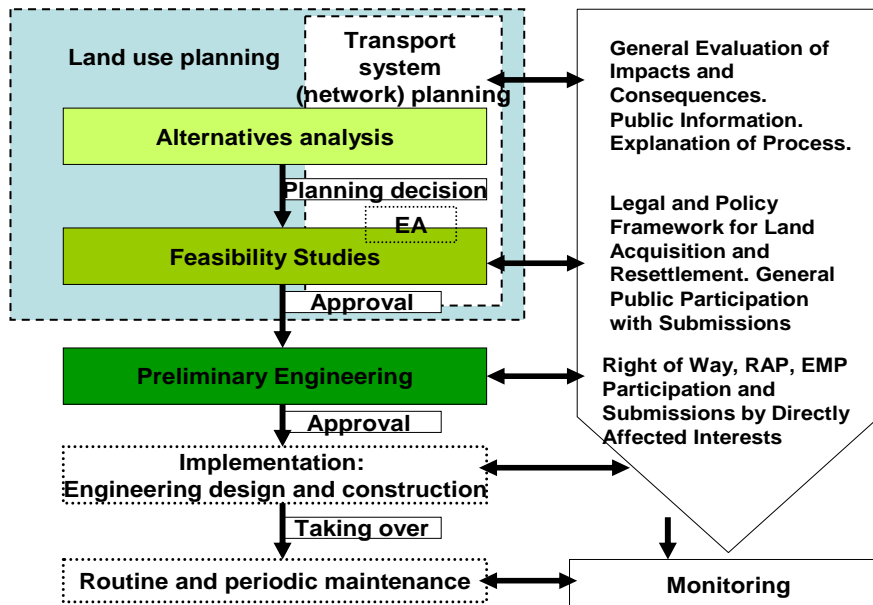 Land use planning
Transport
system
(network) planning
Alternatives analysis
Planning decision
EA
Feasibility Studies
Approval
Preliminary Engineering
Approval
Implementation:
Engineering design and construction
Taking over
Routine and periodic maintenance
General Evaluation of
Impacts and
Consequences.
Public Information.
Explanation of Process.
Legal and Policy
Framework for Land
Acquisition and
Resettlement. General
Public Participation
with Submissions
Right of Way, RAP, EMP
Participation and
Submissions by Directly
Affected Interests
Monitoring